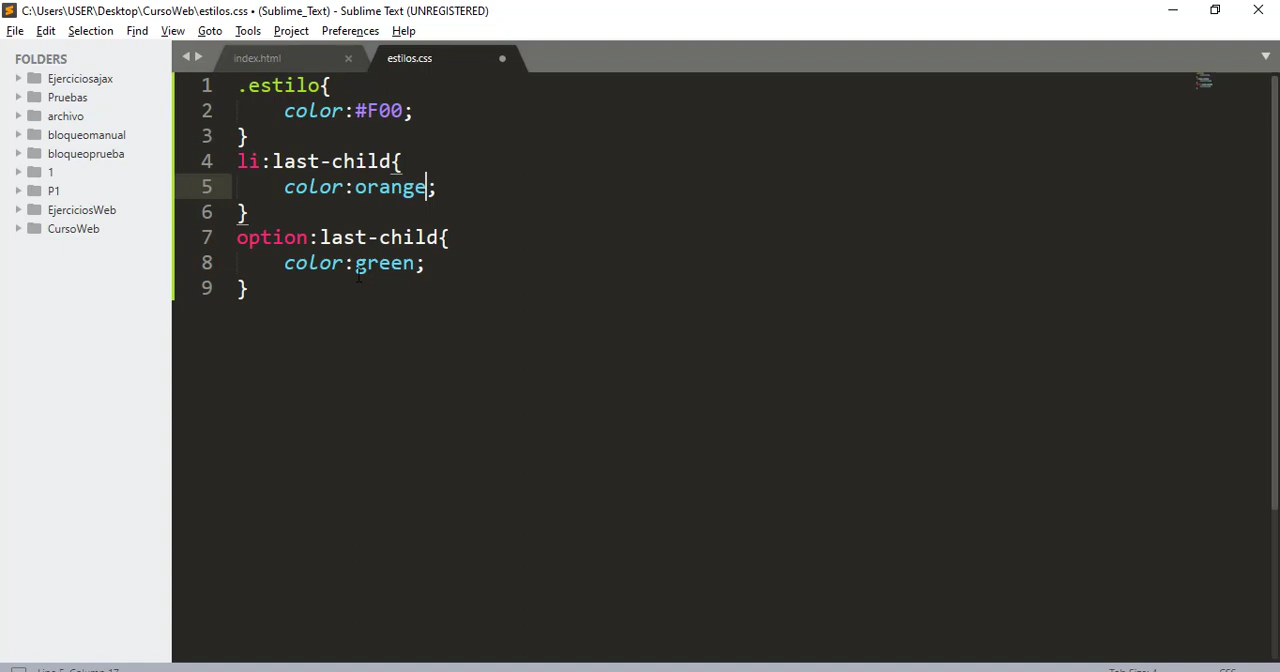 C:\Users\USER\Desktop\CursoWeb\estilos.css • (Sublime_Text) - Sublime Text (UNREGISTERED)
File Edit Selection Find View Goto Tools Project Preferences Help
FOLDERS
Ejerciciosajax
Pruebas
archivo
bloqueomanual
bloqueoprueba
1
P1
EjerciciosWeb
CursoWeb
index.html
estilos.css
1 .estilo{
2 color:#F00;
3 }
4 li:last-child{
5 color:orange;
6 }
7 option:last-child{
8 color:green;
9 }